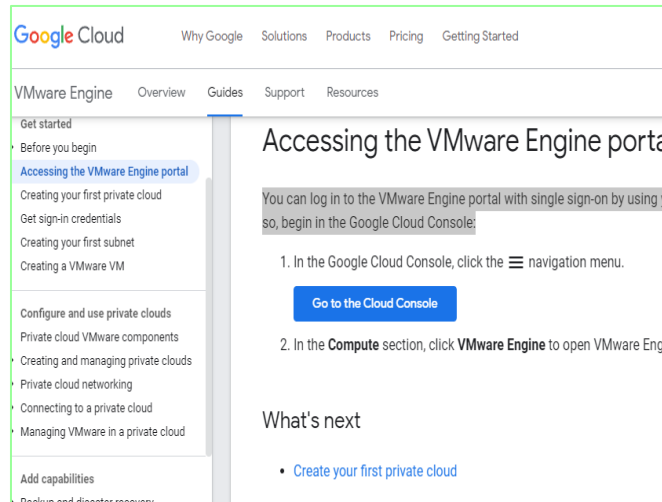 Google Cloud Why Google Solutions Products Pricing Getting Started
VMware Engine Overview Guides Support Resources
Get started
Before you begin
Accessing the VMware Engine portal
Creating your first private cloud
Get sign-in credentials
Creating your first subnet
Creating a VMware VM
Configure and use private clouds
Private cloud VMware components
Creating and managing private clouds
Private cloud networking
Connecting to a private cloud
Managing VMware in a private cloud
Add capabilities
Backup and disaster recovery
Accessing the VMware Engine porta
You can log in to the VMware Engine portal with single sign-on by using
so, begin in the Google Cloud Console:
1. In the Google Cloud Console, click the navigation menu.
Go to the Cloud Console
2. In the Compute section, click VMware Engine to open VMware Eng
What's next
• Create your first private cloud